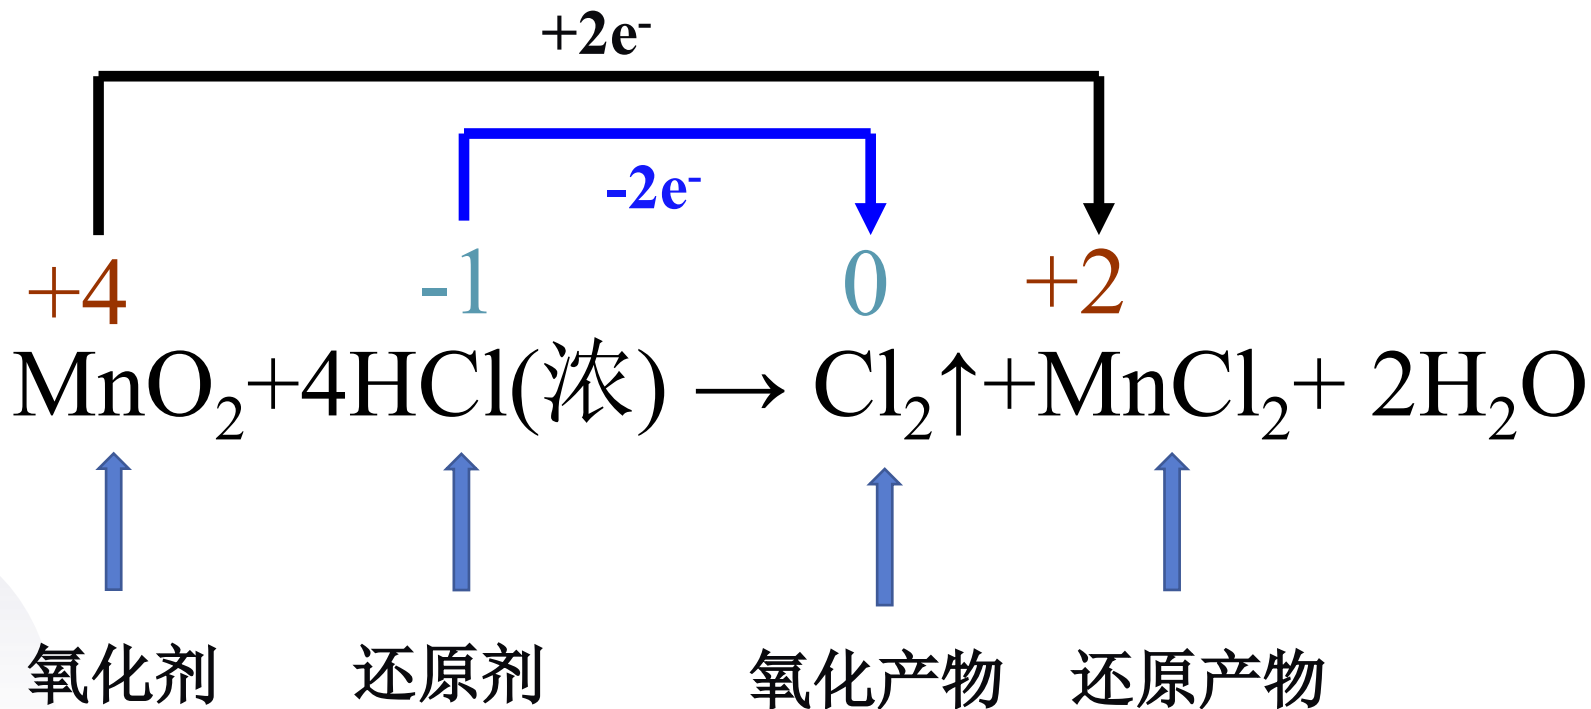 +2e⁻
-2e⁻
+4 -1 0 +2
MnO₂+4HCl(浓) → Cl₂↑+MnCl₂+ 2H₂O
氧化剂 还原剂 氧化产物 还原产物